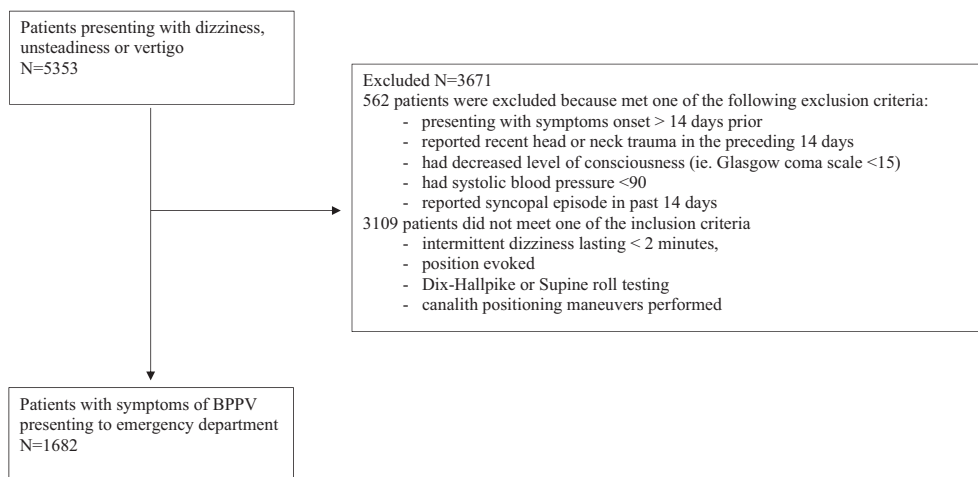 Patients presenting with dizziness,
unsteadiness or vertigo
N=5353
Excluded N=3671
562 patients were excluded because met one of the following exclusion criteria:
- presenting with symptoms onset > 14 days prior
- reported recent head or neck trauma in the preceding 14 days
- had decreased level of consciousness (ie. Glasgow coma scale <15)
- had systolic blood pressure <90
- reported syncopal episode in past 14 days
3109 patients did not meet one of the inclusion criteria
- intermittent dizziness lasting < 2 minutes,
- position evoked
- Dix-Hallpike or Supine roll testing
- canalith positioning maneuvers performed
Patients with symptoms of BPPV
presenting to emergency department
N=1682